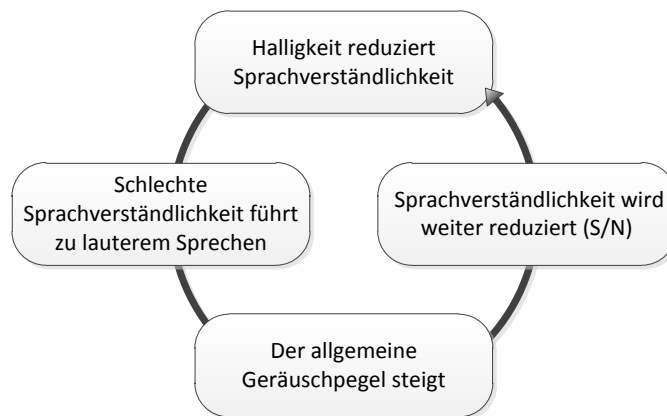 Halligkeit reduziert
Sprachverständlichkeit
Schlechte
Sprachverständlichkeit führt
zu lauterem Sprechen
Der allgemeine
Geräuschpegel steigt
Sprachverständlichkeit wird
weiter reduziert (S/N)